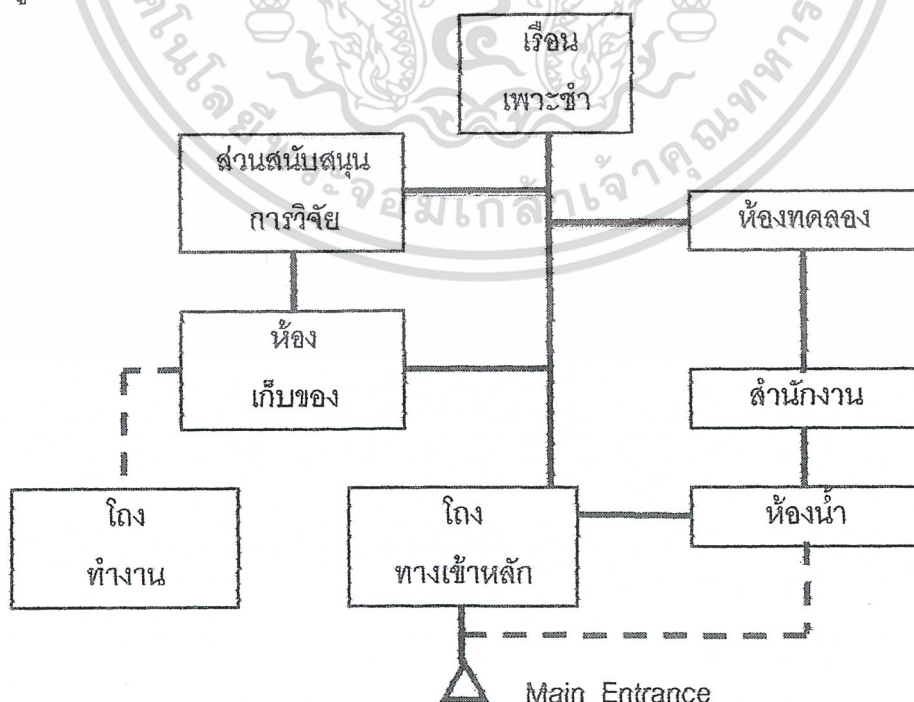 เรือน
เพาะชำ
ส่วนสนับสนุน
การวิจัย
ห้องทดลอง
ห้อง
เก็บของ
สำนักงาน
โถง
ทำงาน
โถง
ทางเข้าหลัก
ห้องน้ำ
Main Entrance